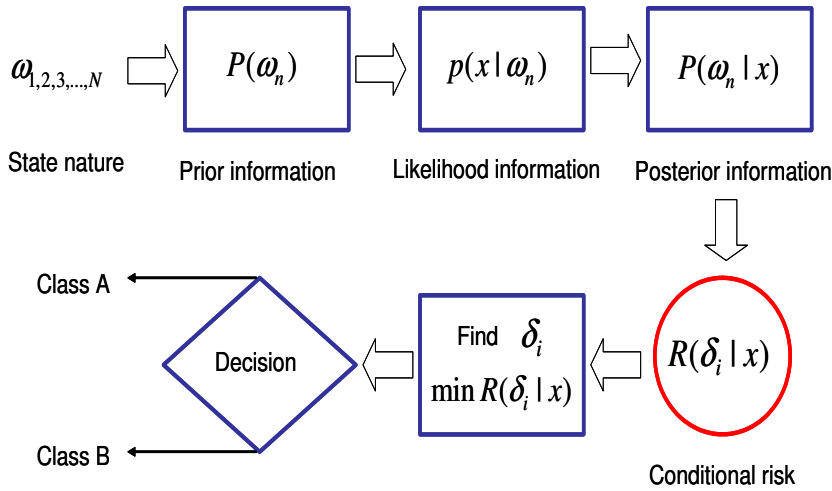 ω1,2,3,...,N
P(ωn)
p(x | ωn)
P(ωn | x)
State nature
Prior information
Likelihood information
Posterior information
Class A
Decision
Class B
Find δi
min R(δi | x)
R(δi | x)
Conditional risk